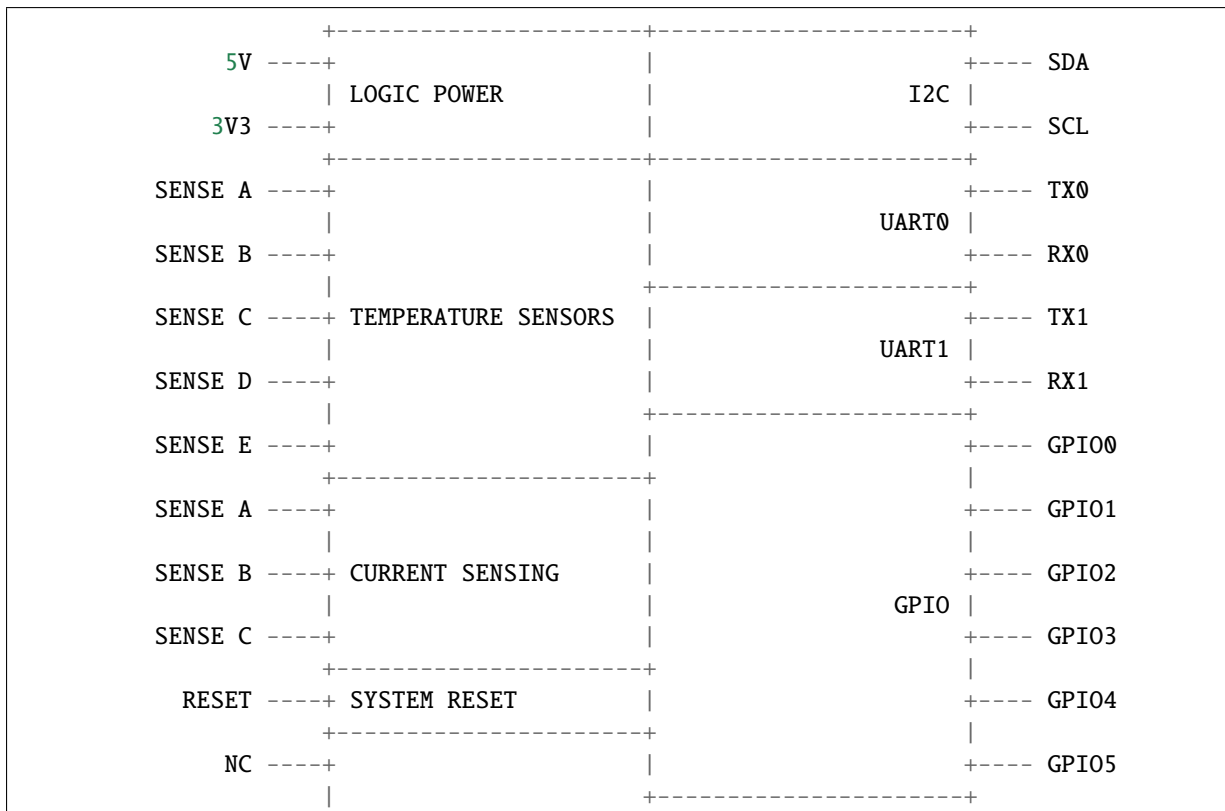 +----------------------+----------------------+
5V ----+                      |                      +---- SDA
| LOGIC POWER          |                  I2C |
3V3 ----+                      |                      +---- SCL
+----------------------+----------------------+
SENSE A ----+                      |                      +---- TX0
|                      |                UART0 |
SENSE B ----+                      |                      +---- RX0
|                      +----------------------+
SENSE C ----+ TEMPERATURE SENSORS  |                      +---- TX1
|                      |                UART1 |
SENSE D ----+                      |                      +---- RX1
|                      +----------------------+
SENSE E ----+                      |                      +---- GPIO0
+----------------------+                      |
SENSE A ----+                      |                      +---- GPIO1
|                      |                      |
SENSE B ----+ CURRENT SENSING      |                      +---- GPIO2
|                      |                 GPIO |
SENSE C ----+                      |                      +---- GPIO3
+----------------------+                      |
RESET ----+ SYSTEM RESET         |                      +---- GPIO4
+----------------------+                      |
NC ----+                      |                      +---- GPIO5
|                      +----------------------+